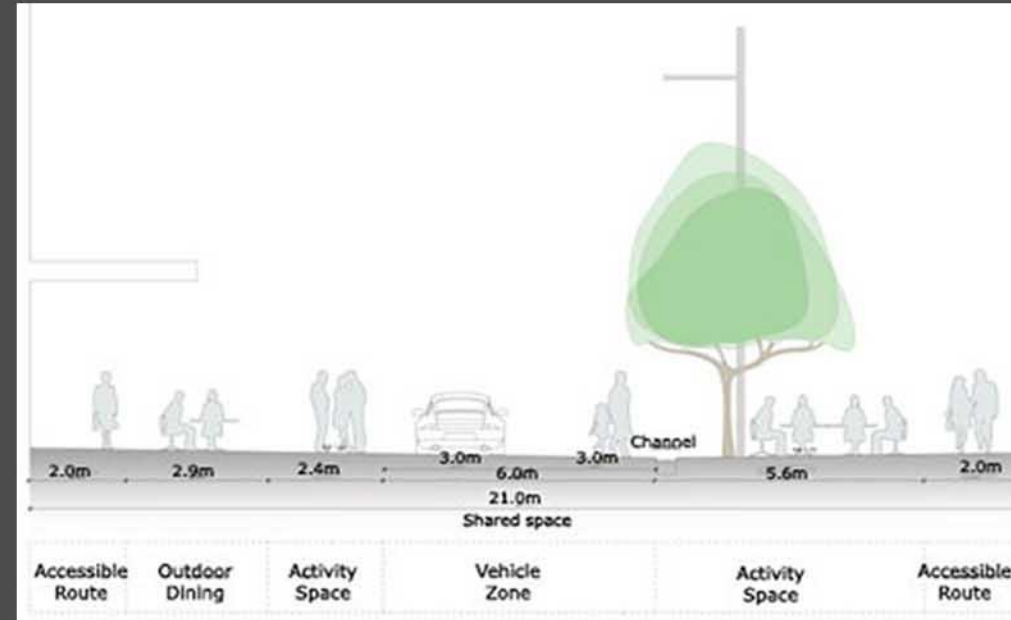 Channel
2.0m 2.9m 2.4m 3.0m 3.0m 5.6m 2.0m
6.0m
21.0m
Shared space
Accessible Route
Outdoor Dining
Activity Space
Vehicle Zone
Activity Space
Accessible Route